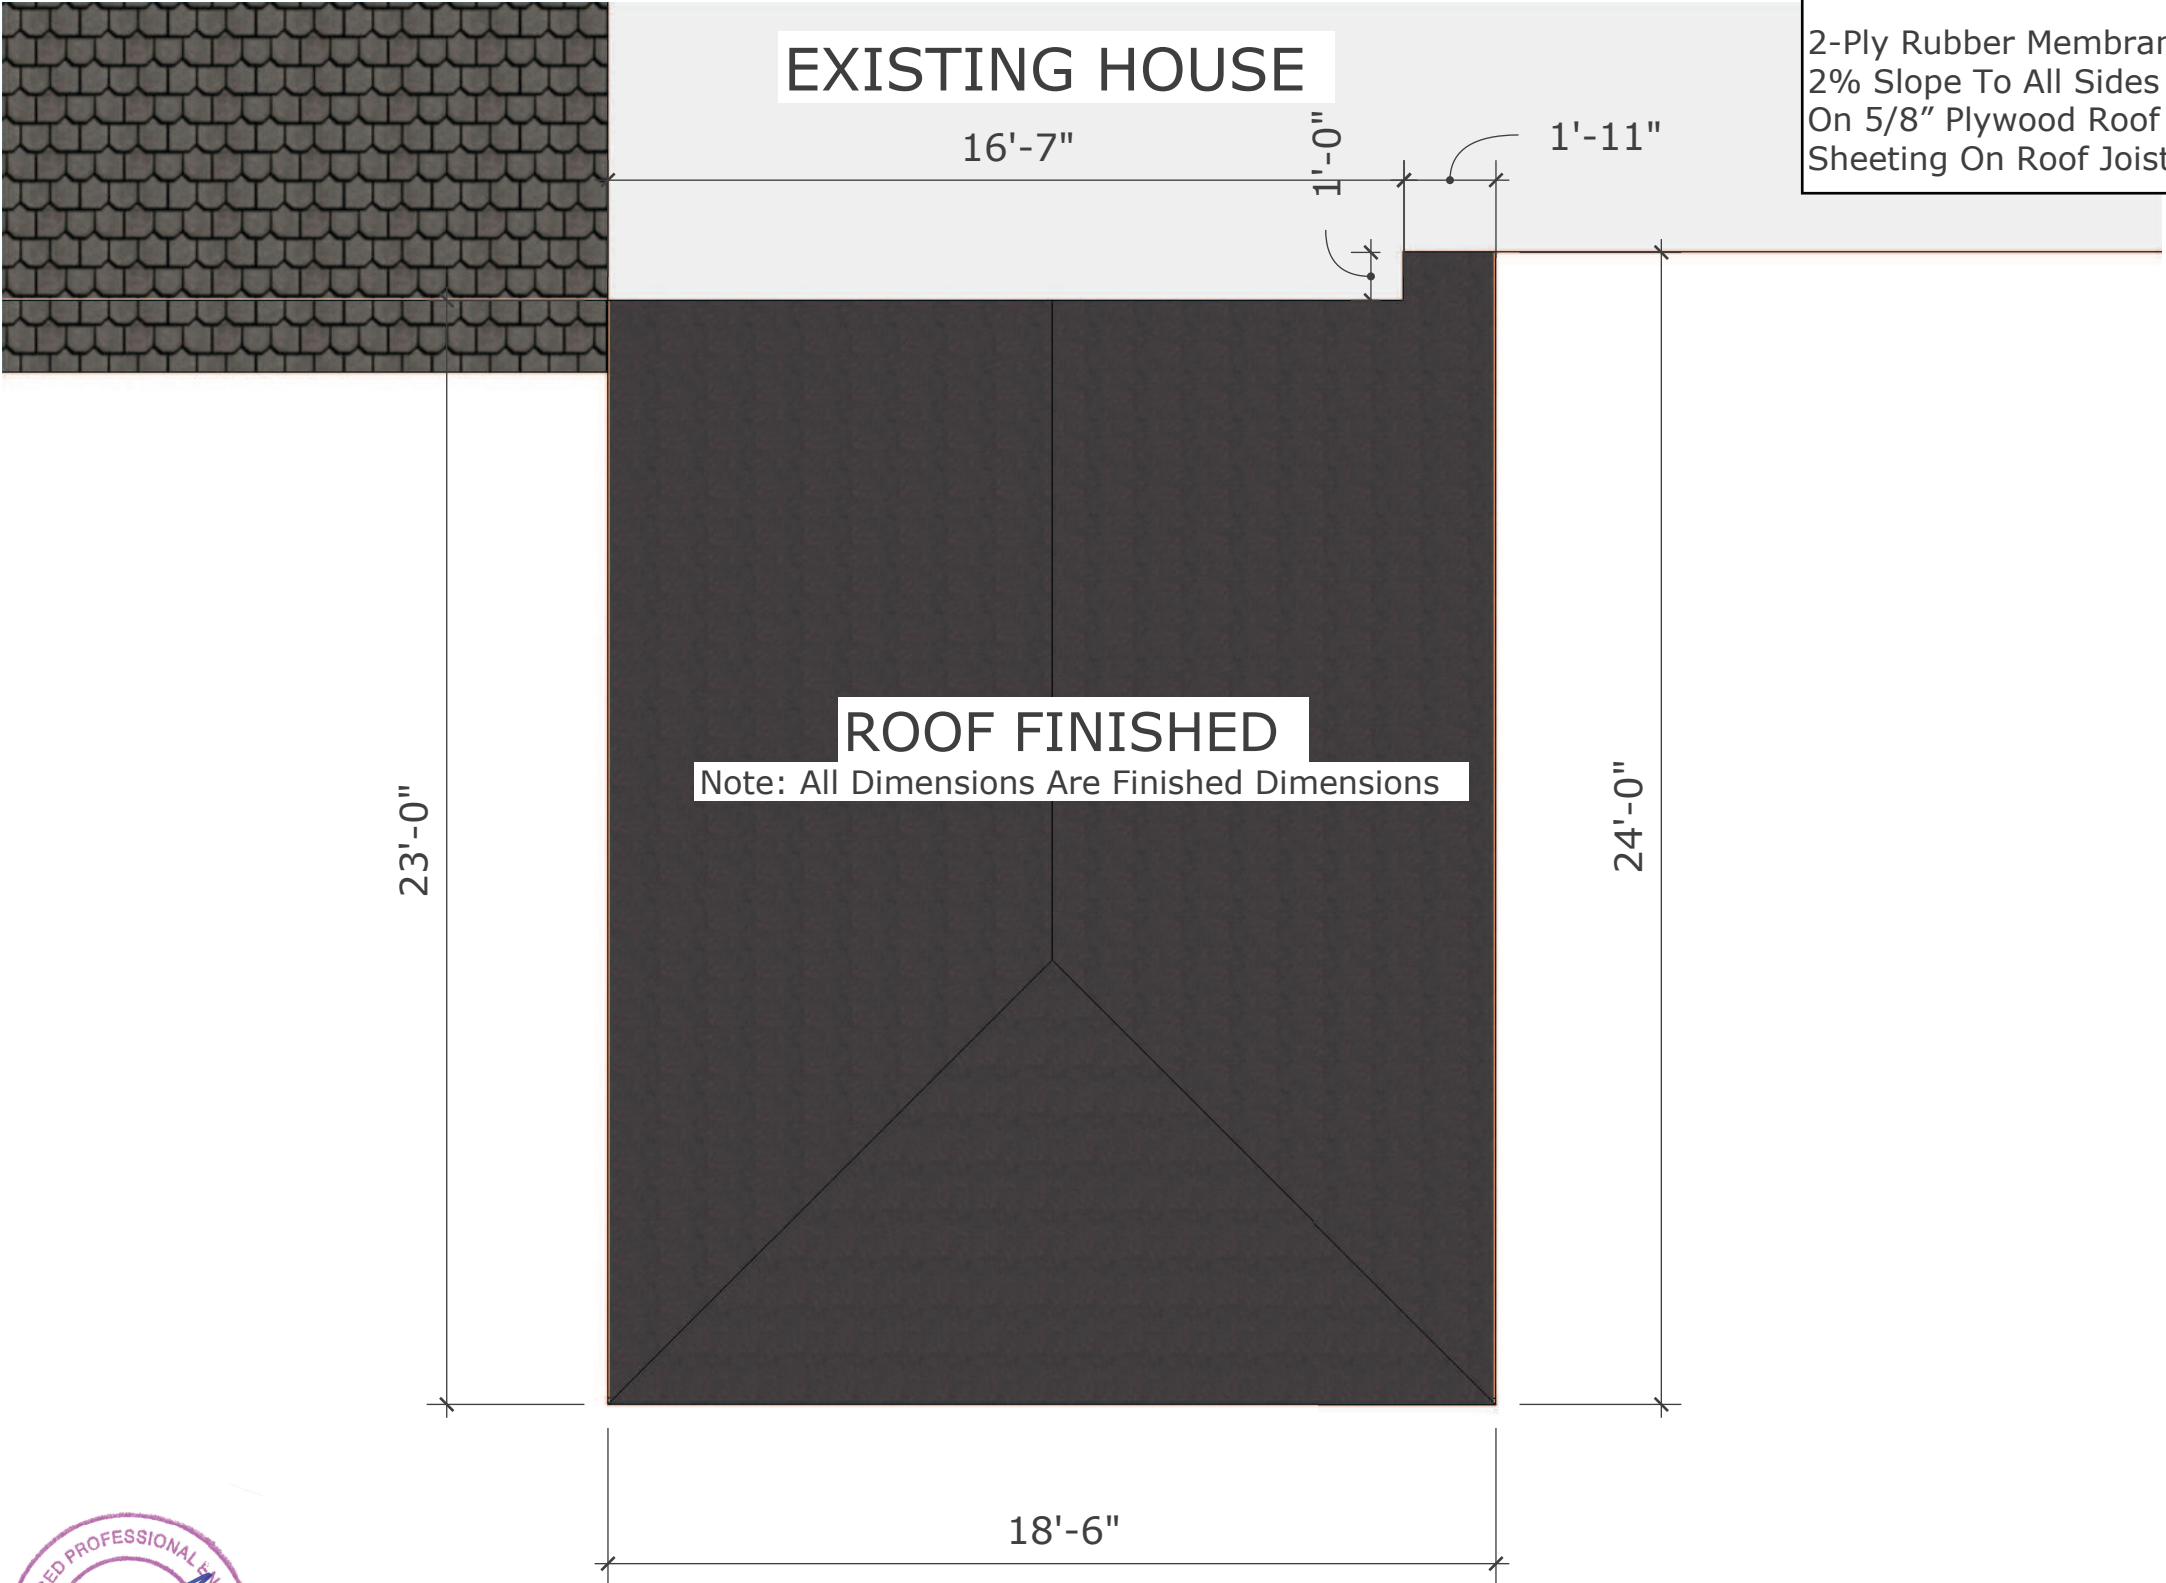 EXISTING HOUSE
2-Ply Rubber
2% Slope To All Sides
On 5/8” Plywood Roof
Sheeting On Roof
16'-7"
1'-0"
1'-11"
ROOF FINISHED
Note: All Dimensions Are Finished Dimensions
23'-0"
24'-0"
18'-6"
PROFESSIONAL